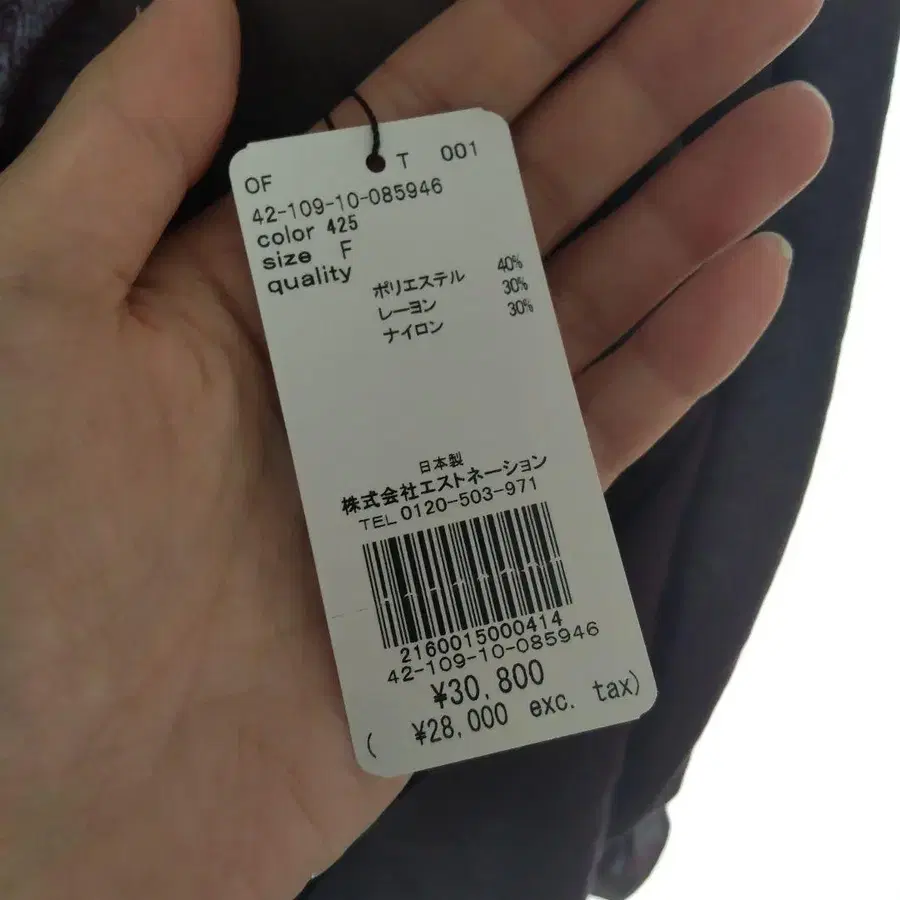 OF T 001
42-109-10-085946
color 425
size F
quality
ポリエステル 40%
レーヨン 30%
ナイロン 30%
日本製
株式会社エストネーション
TEL 0120-503-971
2160015000414
42-109-10-085946
¥30,800
( ¥28,000 exc. tax)